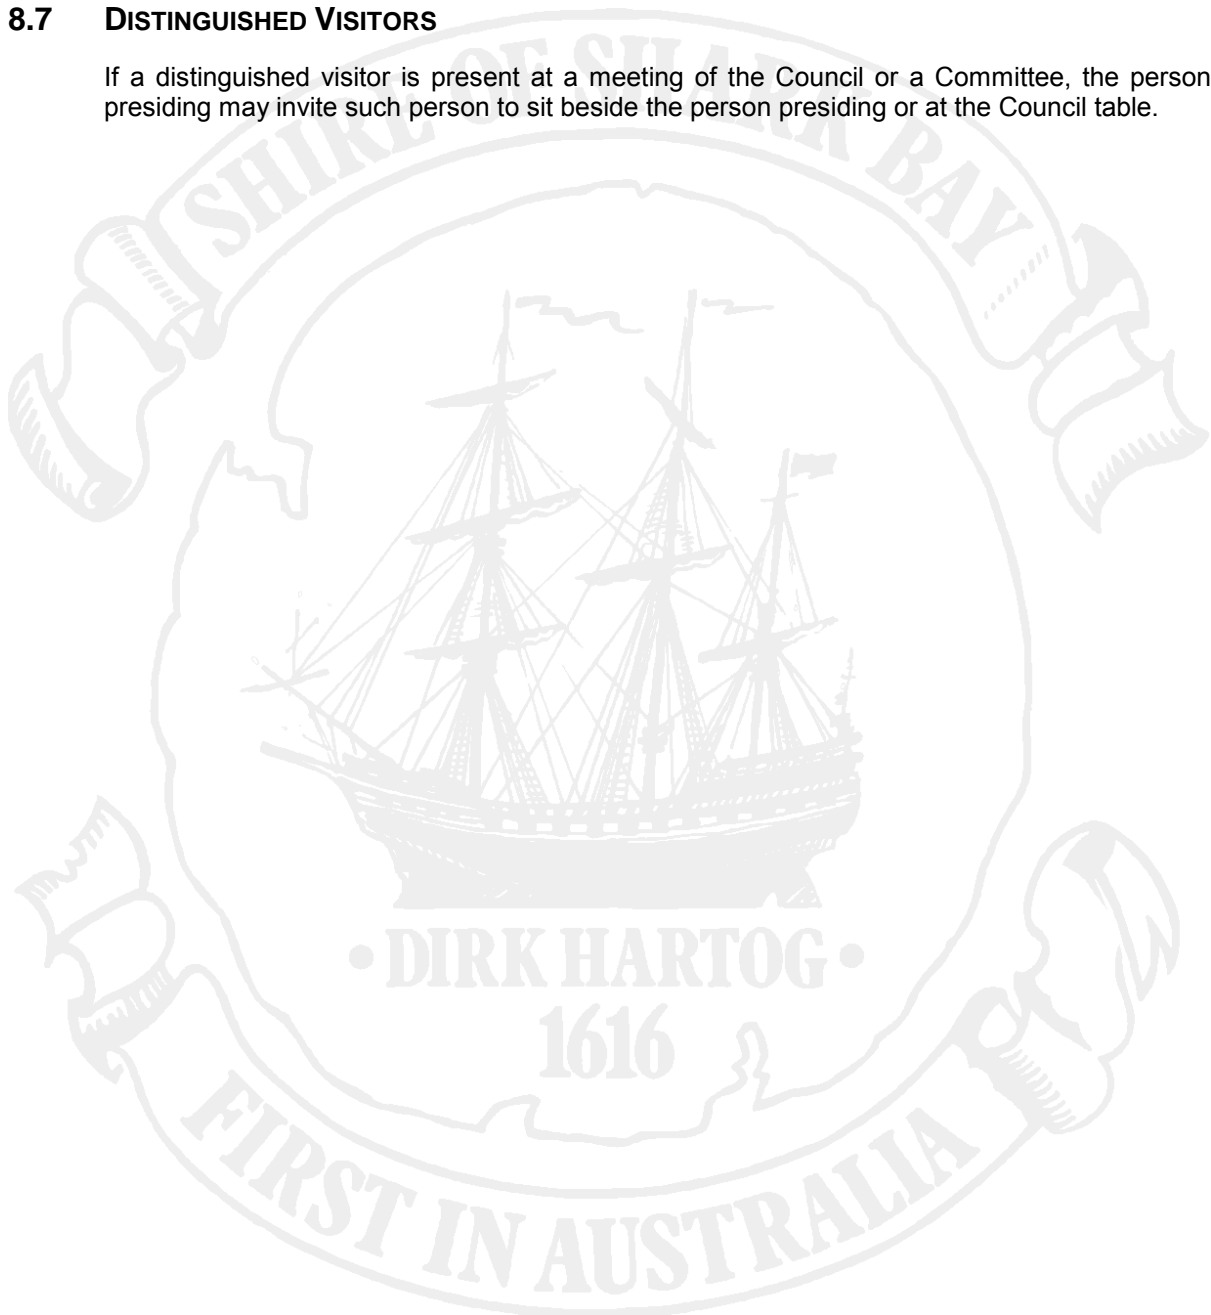 8.7 DISTINGUISHED VISITORS
If a distinguished visitor is present at a meeting of the Council or a Committee, the person
presiding may invite such person to sit beside the person presiding or at the Council table.
SHIRE OF SHARK BAY
• DIRK HARTOG •
1616
FIRST IN AUSTRALIA